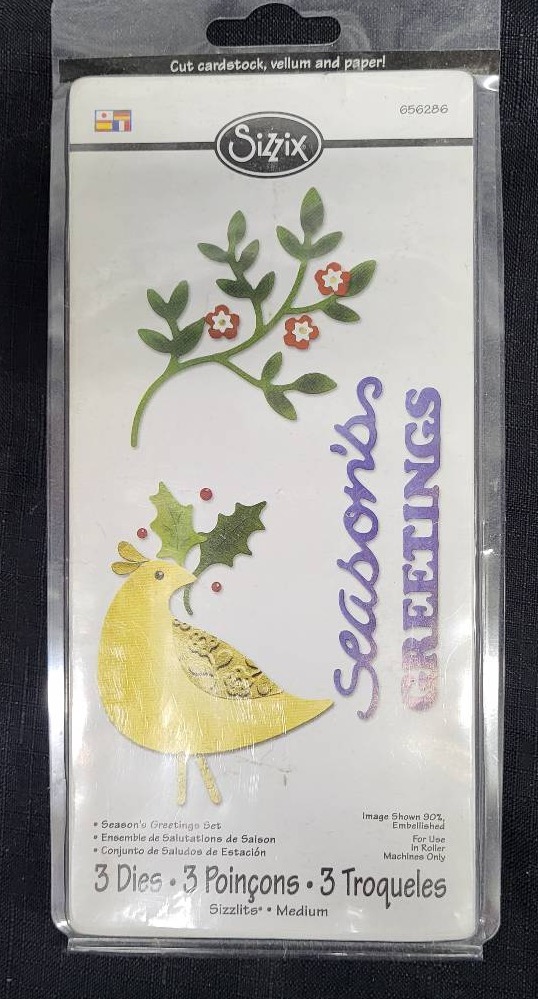 Cut cardstock, vellum and paper!
656286
Sizzix
Season's
GREETINGS
• Season's Greetings Set
• Ensemble de Salutations de Saison
• Conjunto de Saludos de Estación
Image Shown 90%,
Embellished
For Use
In Roller
Machines Only
3 Dies • 3 Poinçons • 3 Troqueles
Sizzlits® • Medium